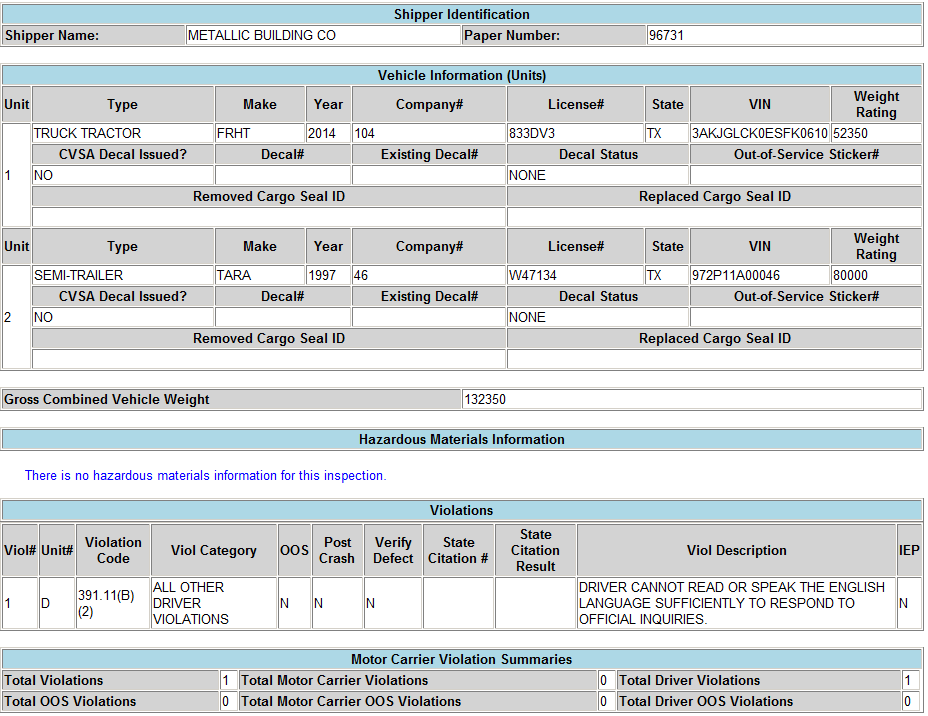 Shipper Identification
Shipper Name: METALLIC BUILDING CO Paper Number: 96731
Vehicle Information (Units)
Unit Type Make Year Company# License# State VIN Weight Rating
1 TRUCK TRACTOR FRHT 2014 104 833DV3 TX 3AKJGLCK0ESFK0610 52350
CVSA Decal Issued? Decal# Existing Decal# Decal Status Out-of-Service Sticker#
NO NONE
Removed Cargo Seal ID Replaced Cargo Seal ID
Unit Type Make Year Company# License# State VIN Weight Rating
2 SEMI-TRAILER TARA 1997 46 W47134 TX 972P11A00046 80000
CVSA Decal Issued? Decal# Existing Decal# Decal Status Out-of-Service Sticker#
NO NONE
Removed Cargo Seal ID Replaced Cargo Seal ID
Gross Combined Vehicle Weight 132350
Hazardous Materials Information
There is no hazardous materials information for this inspection.
Violations
Viol# Unit# Violation Code Viol Category OOS Post Crash Verify Defect State Citation # State Citation Result Viol Description IEP
1 D 391.11(B)(2) ALL OTHER DRIVER VIOLATIONS N N N DRIVER CANNOT READ OR SPEAK THE ENGLISH LANGUAGE SUFFICIENTLY TO RESPOND TO OFFICIAL INQUIRIES. N
Motor Carrier Violation Summaries
Total Violations 1 Total Motor Carrier Violations 0 Total Driver Violations 1
Total OOS Violations 0 Total Motor Carrier OOS Violations 0 Total Driver OOS Violations 0